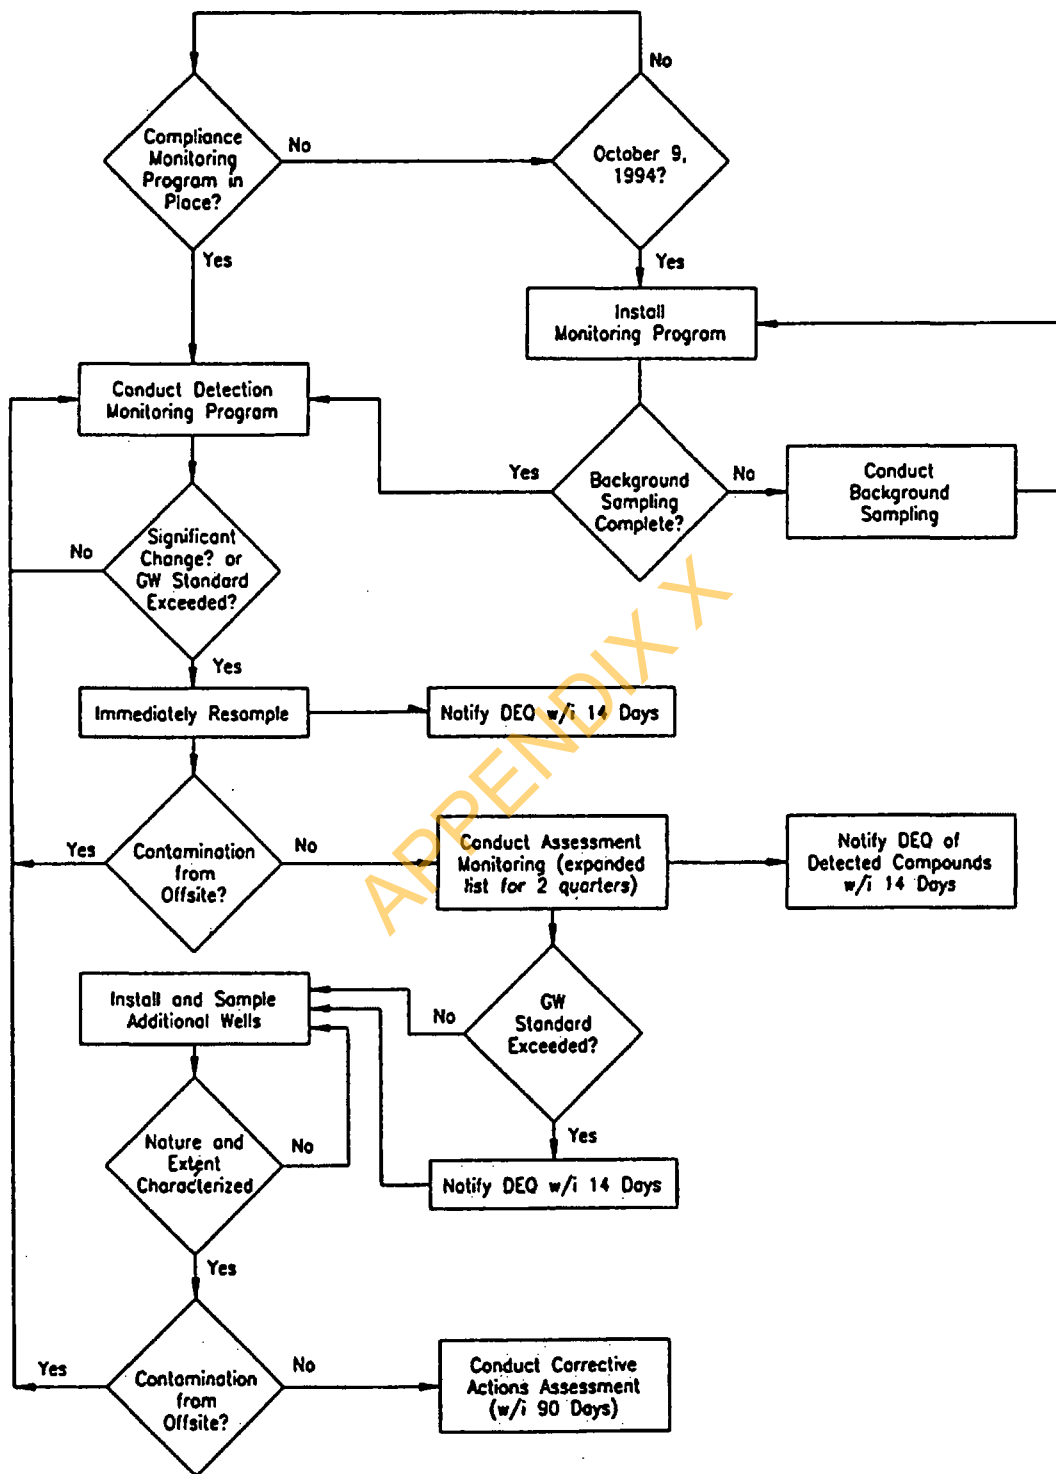 No
Compliance
Monitoring
Program in
Place?
No
October 9,
1994?
Yes
Yes
Install
Monitoring Program
Conduct Detection
Monitoring Program
Yes
Background
Sampling
Complete?
No
Conduct
Background
Sampling
No
Significant
Change? or
GW Standard
Exceeded?
Yes
Immediately Resample
Notify DEQ w/i 14 Days
Yes
Contamination
from
Offsite?
No
Conduct Assessment
Monitoring (expanded
list for 2 quarters)
Notify DEQ of
Detected Compounds
w/i 14 Days
APPENDIX X
Install and Sample
Additional Wells
No
GW
Standard
Exceeded?
Yes
Nature and
Extent
Characterized
No
Notify DEQ w/i 14 Days
Yes
Yes
Contamination
from
Offsite?
No
Conduct Corrective
Actions Assessment
(w/i 90 Days)